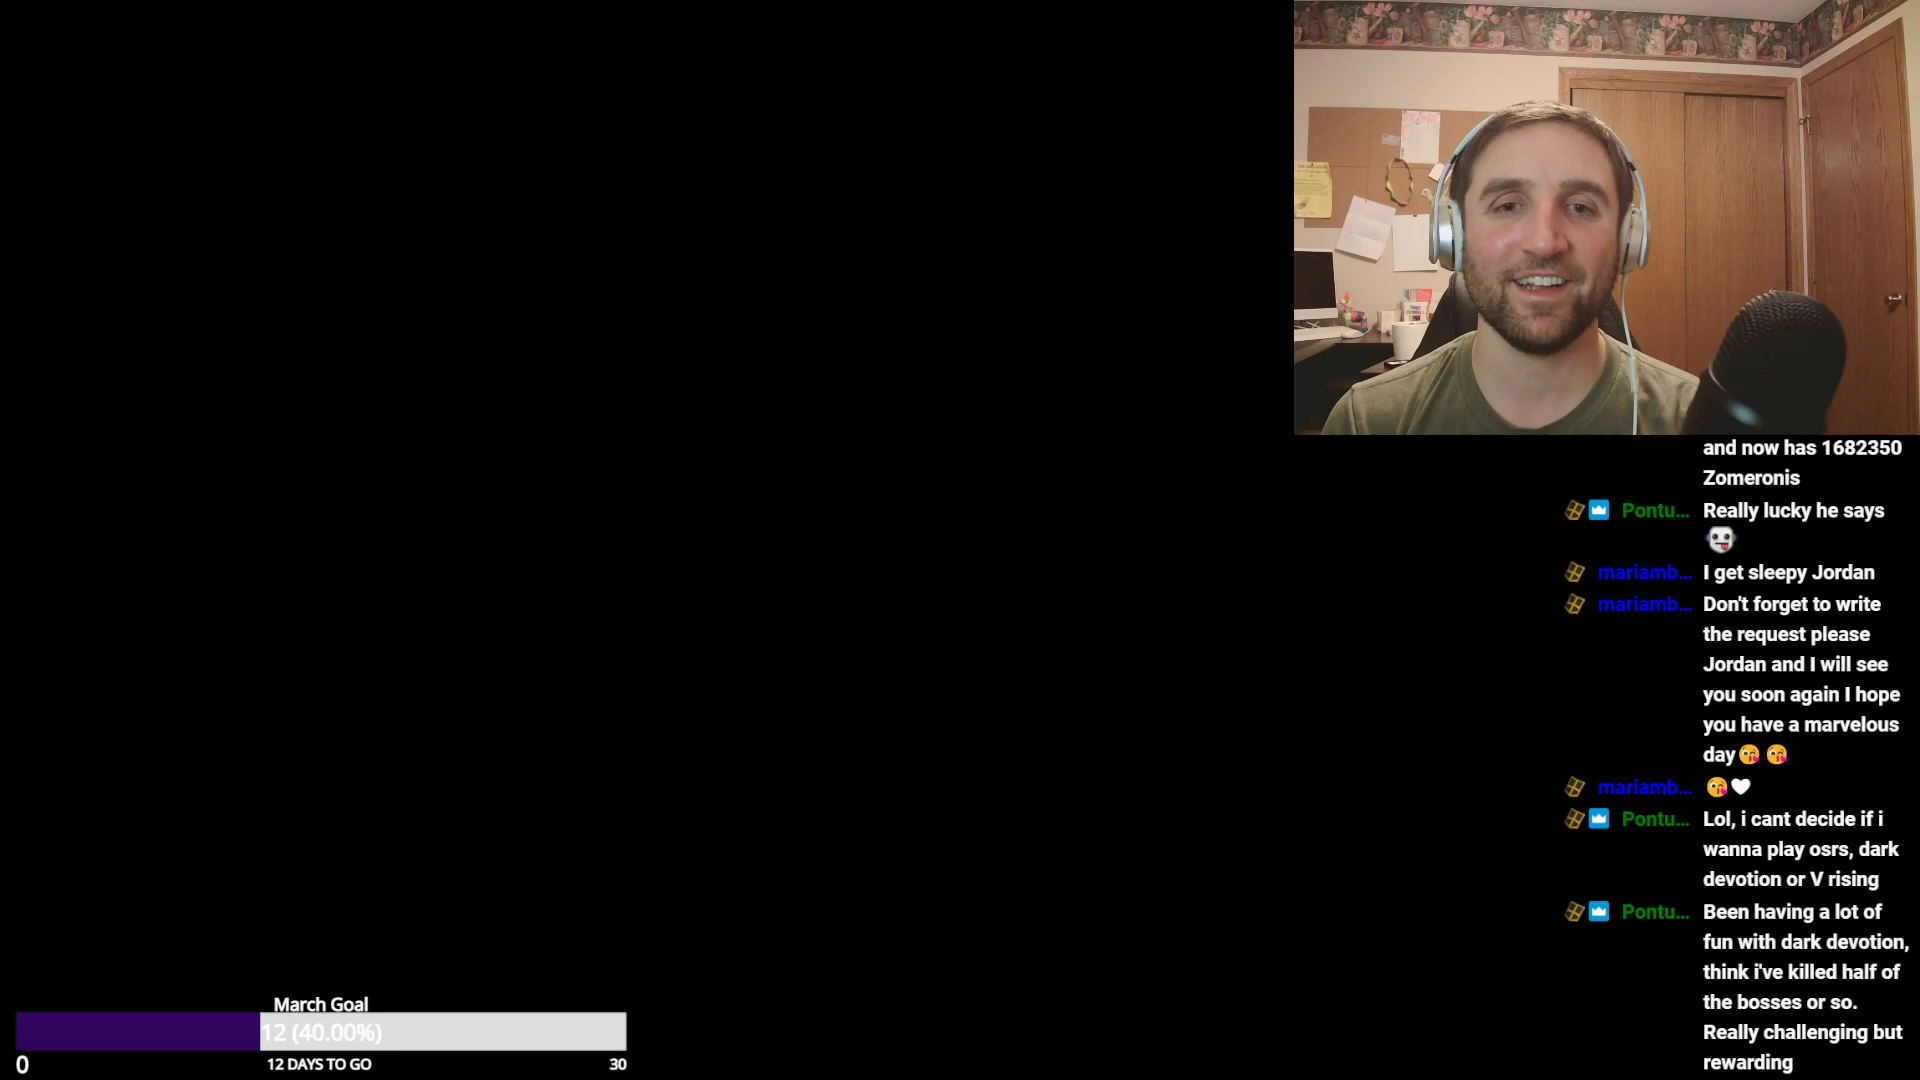 and now has 1682350
Zomeronis
Pontu... Really lucky he says
mariamb... I get sleepy Jordan
mariamb... Don't forget to write
the request please
Jordan and I will see
you soon again I hope
you have a marvelous
day😘 😘
mariamb... 😘🤍
Pontu... Lol, i cant decide if i
wanna play osrs, dark
devotion or V rising
Pontu... Been having a lot of
fun with dark devotion,
think i've killed half of
the bosses or so.
Really challenging but
rewarding
March Goal
12 (40.00%)
0 12 DAYS TO GO 30